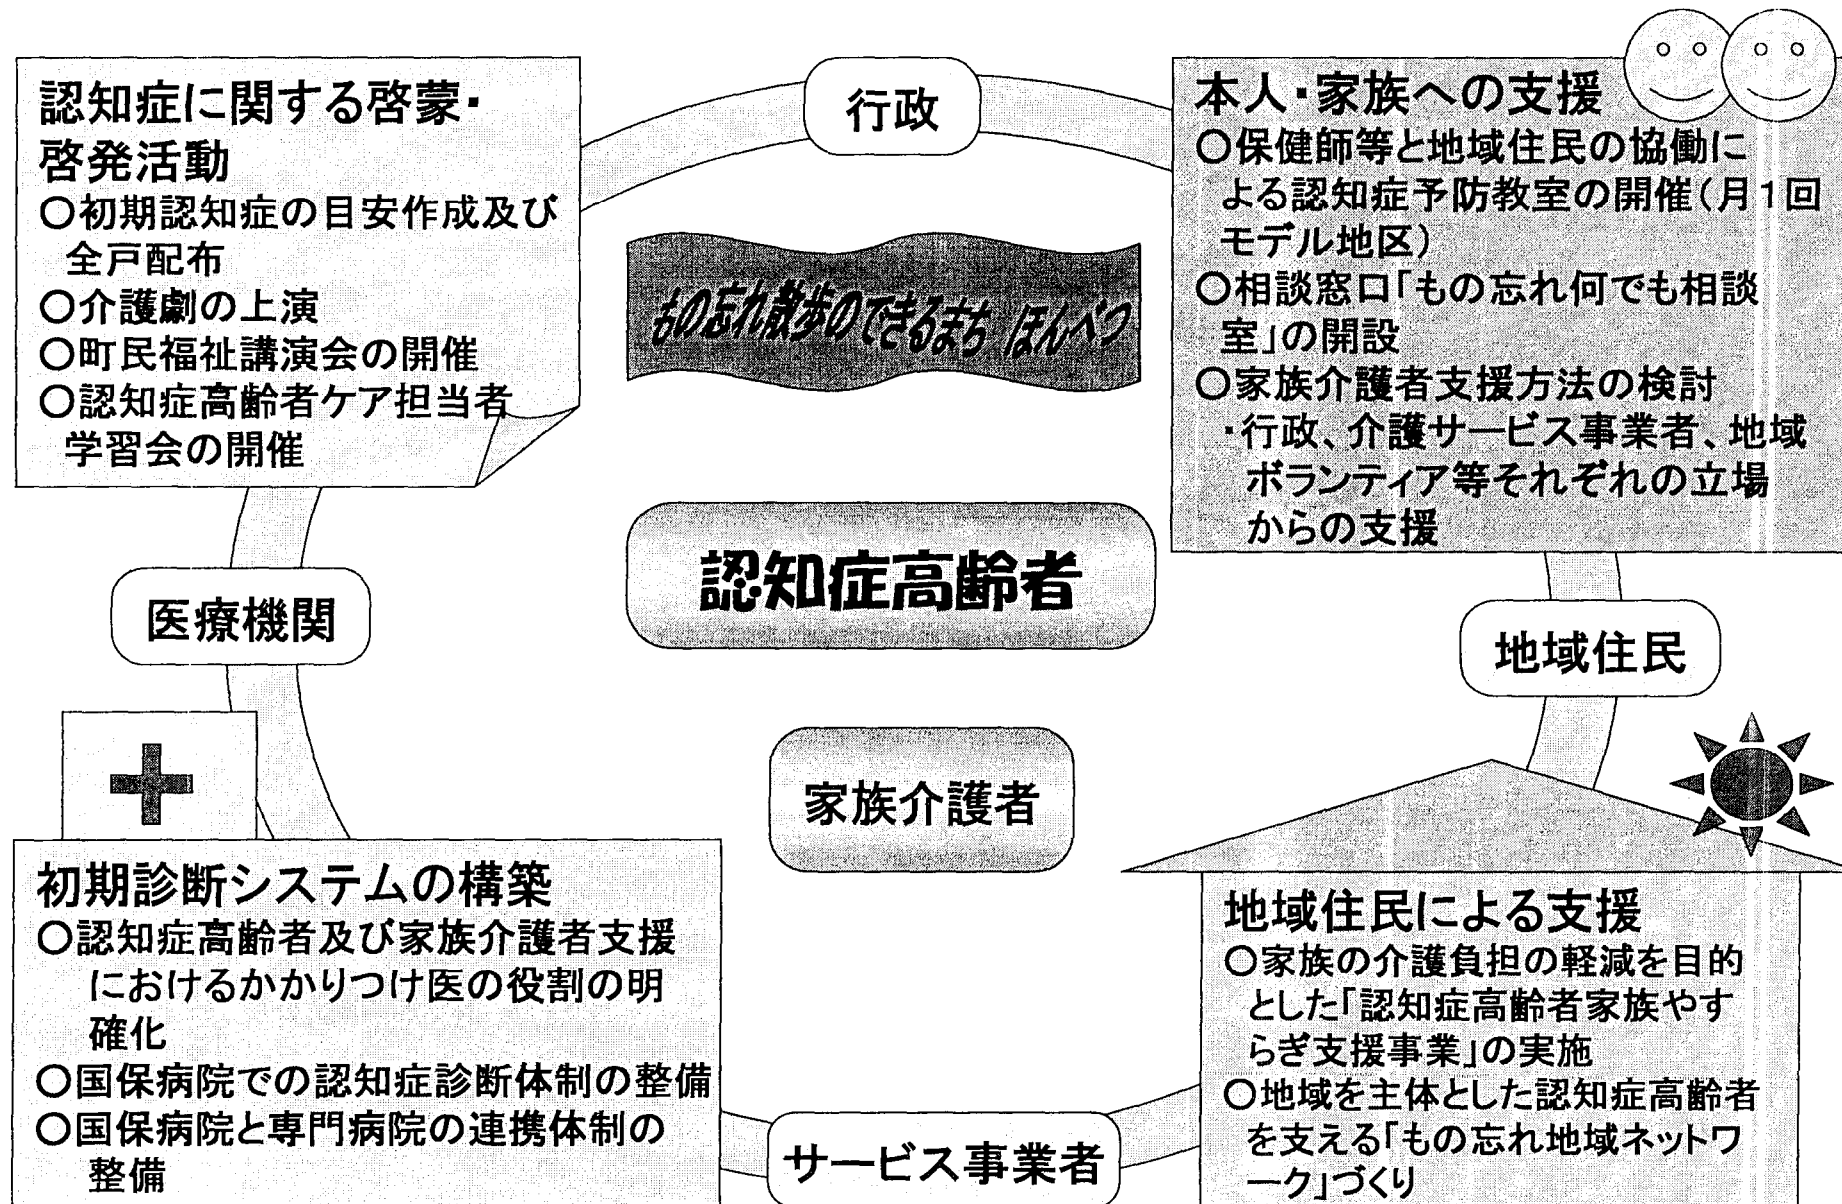 認知症に関する啓蒙・
啓発活動
○初期認知症の目安作成及び
全戸配布
○介護劇の上演
○町民福祉講演会の開催
○認知症高齢者ケア担当者
学習会の開催
行政
本人・家族への支援
○保健師等と地域住民の協働に
よる認知症予防教室の開催(月1回
モデル地区)
○相談窓口「もの忘れ何でも相談
室」の開設
○家族介護者支援方法の検討
・行政、介護サービス事業者、地域
ボランティア等それぞれの立場
からの支援
もの忘れ散歩のできるまち ほんべつ
認知症高齢者
医療機関
地域住民
家族介護者
初期診断システムの構築
○認知症高齢者及び家族介護者支援
におけるかかりつけ医の役割の明
確化
○国保病院での認知症診断体制の整備
○国保病院と専門病院の連携体制の
整備
サービス事業者
地域住民による支援
○家族の介護負担の軽減を目的
とした「認知症高齢者家族やす
らぎ支援事業」の実施
○地域を主体とした認知症高齢者
を支える「もの忘れ地域ネットワ
ーク」づくり